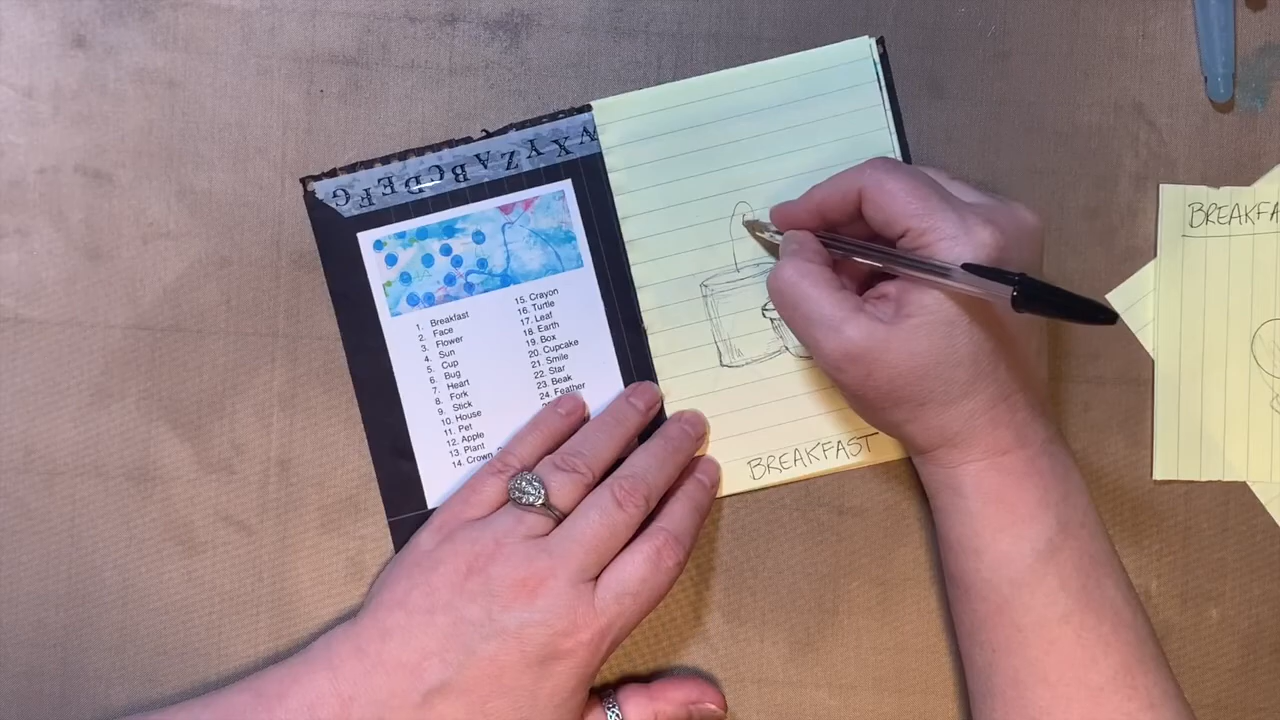 WXYZABCDEFG
1. Breakfast
2. Face
3. Flower
4. Sun
5. Cup
6. Bug
7. Heart
8. Fork
9. Stick
10. House
11. Pet
12. Apple
13. Plant
14. Crown
15. Crayon
16. Turtle
17. Leaf
18. Earth
19. Box
20. Cupcake
21. Smile
22. Star
23. Beak
24. Feather
BREAKFAST
BREAKFA